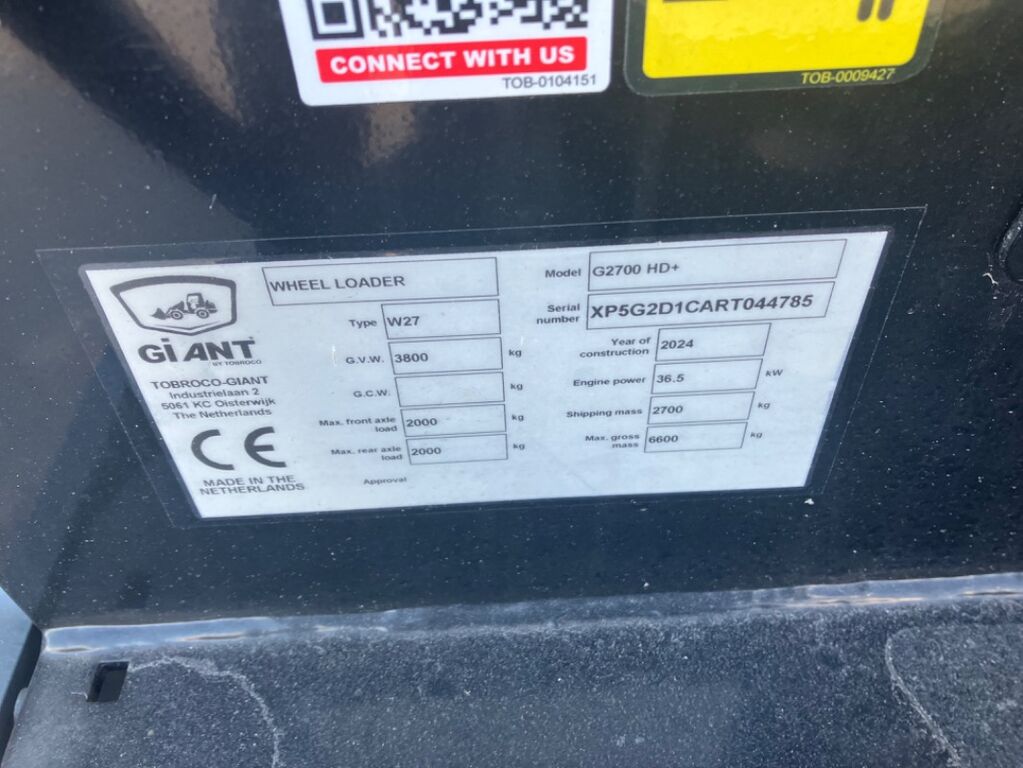 CONNECT WITH US
TOB-0104151
TOB-0009427
GiANT
BY TOBROCO
TOBROCO-GIANT
Industrielaan 2
5061 KC Oisterwijk
The Netherlands
CE
MADE IN THE
NETHERLANDS
WHEEL LOADER
Type W27
G.V.W. 3800 kg
G.C.W. kg
Max. front axle
load 2000 kg
Max. rear axle
load 2000 kg
Approval
Model G2700 HD+
Serial
number XP5G2D1CART044785
Year of
construction 2024
Engine power 36.5 kW
Shipping mass 2700 kg
Max. gross
mass 6600 kg